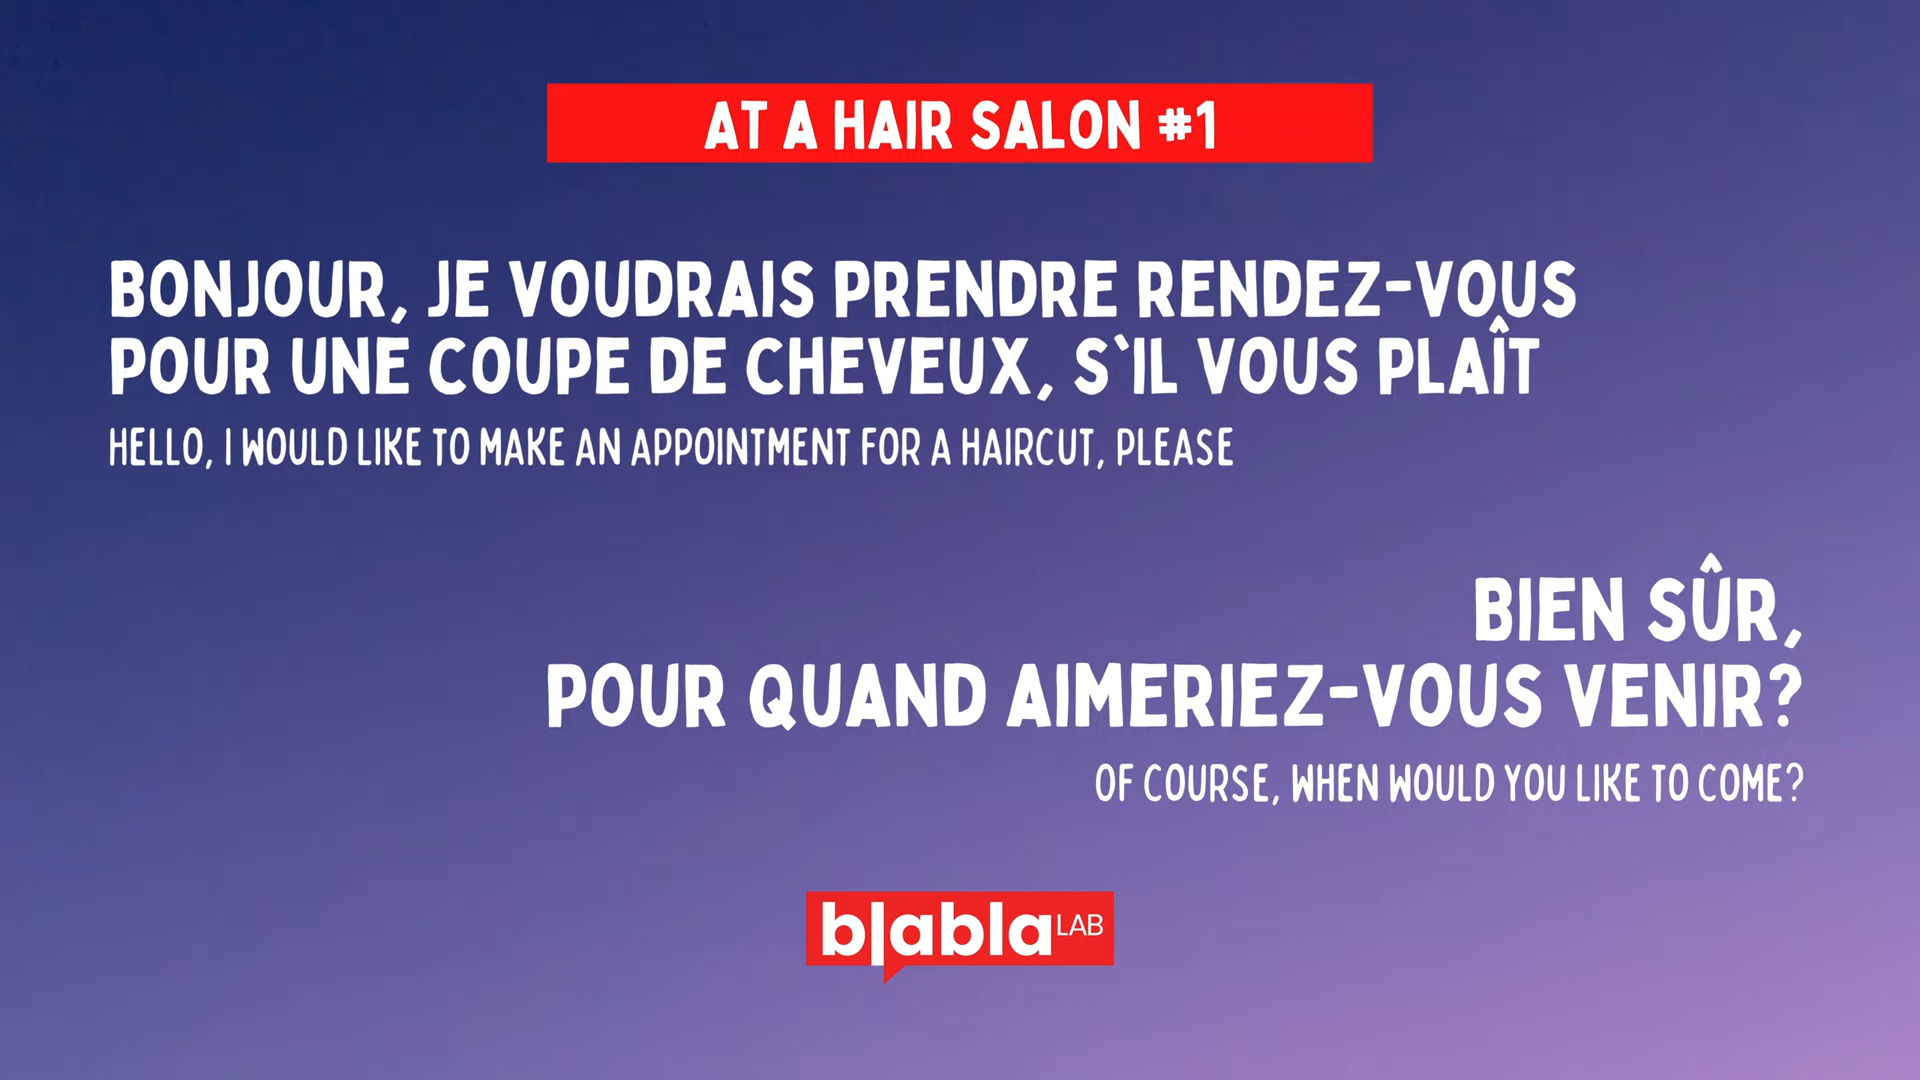 AT A HAIR SALON #1
BONJOUR, JE VOUDRAIS PRENDRE RENDEZ-VOUS
POUR UNE COUPE DE CHEVEUX, S`IL VOUS PLAÎT
HELLO, I WOULD LIKE TO MAKE AN APPOINTMENT FOR A HAIRCUT, PLEASE
BIEN SÛR,
POUR QUAND AIMERIEZ-VOUS VENIR?
OF COURSE, WHEN WOULD YOU LIKE TO COME?
blabla LAB